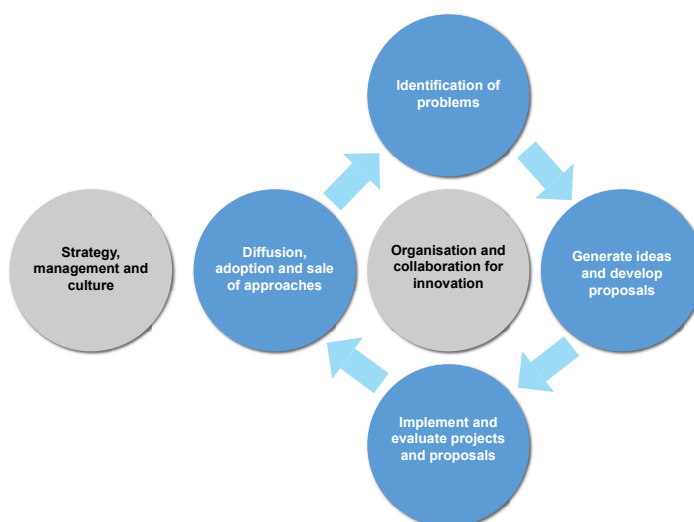 Identification of
problems
Strategy,
management and
culture
Diffusion,
adoption and sale
of approaches
Organisation and
collaboration for
innovation
Generate ideas
and develop
proposals
Implement and
evaluate projects
and proposals